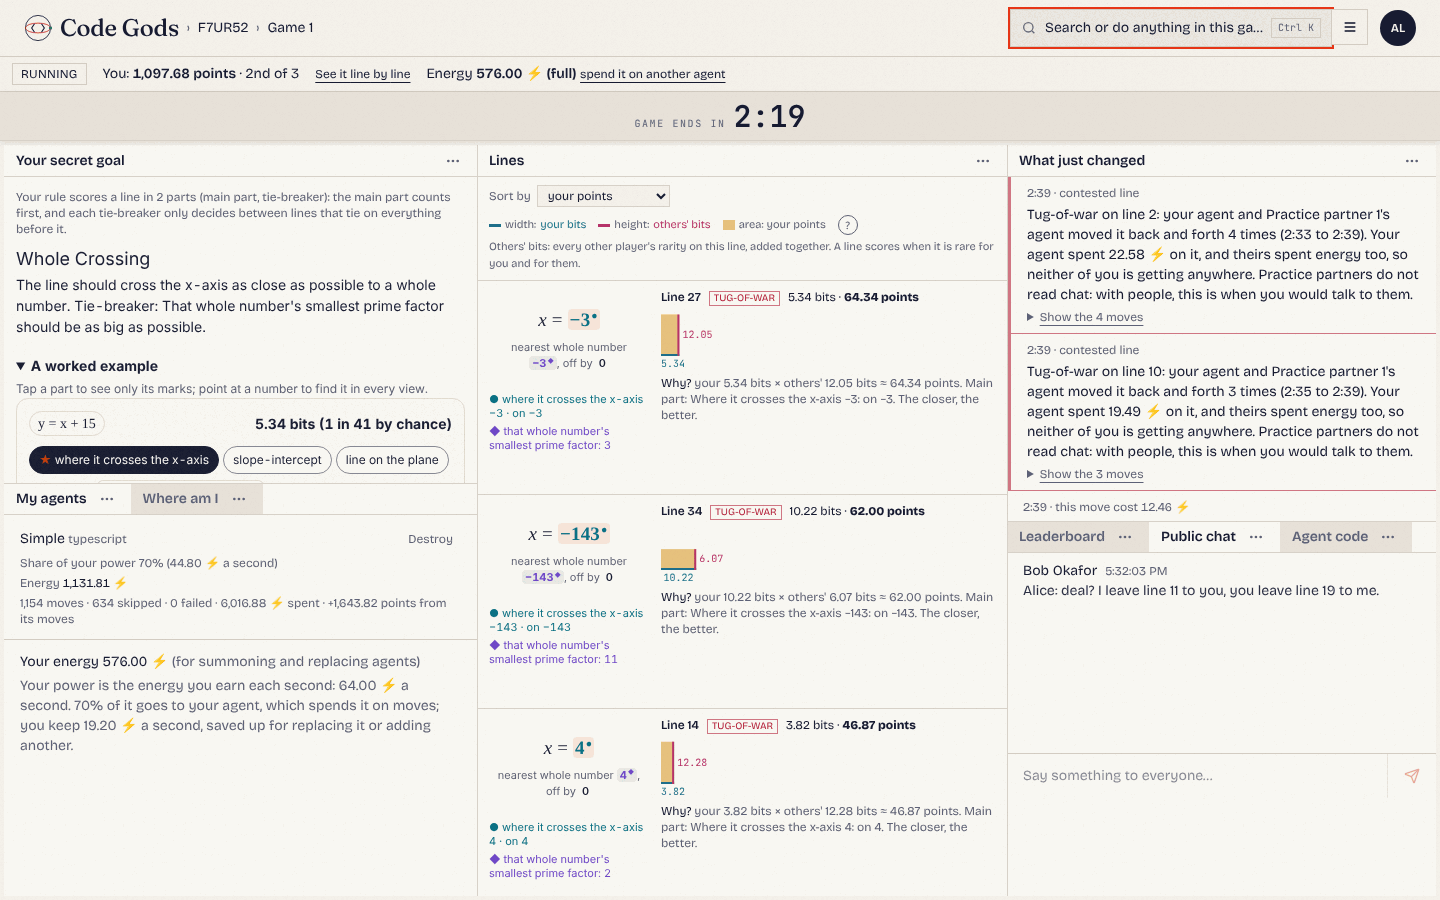 Code Gods › F7UR52 › Game 1
Search or do anything in this ga... Ctrl K
AL
RUNNING You: 1,097.68 points · 2nd of 3 See it line by line Energy 576.00 ⚡ (full) spend it on another agent
GAME ENDS IN 2:19
Your secret goal ···
Your rule scores a line in 2 parts (main part, tie-breaker): the main part counts
first, and each tie-breaker only decides between lines that tie on everything
before it.
Whole Crossing
The line should cross the x-axis as close as possible to a whole
number. Tie-breaker: That whole number's smallest prime factor
should be as big as possible.
▼ A worked example
Tap a part to see only its marks; point at a number to find it in every view.
y = x + 15 5.34 bits (1 in 41 by chance)
★ where it crosses the x-axis slope-intercept line on the plane
My agents ··· Where am I ···
Simple typescript Destroy
Share of your power 70% (44.80 ⚡ a second)
Energy 1,131.81 ⚡
1,154 moves · 634 skipped · 0 failed · 6,016.88 ⚡ spent · +1,643.82 points from
its moves
Your energy 576.00 ⚡ (for summoning and replacing agents)
Your power is the energy you earn each second: 64.00 ⚡ a
second. 70% of it goes to your agent, which spends it on moves;
you keep 19.20 ⚡ a second, saved up for replacing it or adding
another.
Lines ···
Sort by your points
width: your bits height: others' bits area: your points ?
Others' bits: every other player's rarity on this line, added together. A line scores when it is rare for
you and for them.
x = −3
nearest whole number
−3, off by 0
where it crosses the x-axis
−3 · on −3
that whole number's
smallest prime factor: 3
Line 27 TUG-OF-WAR 5.34 bits · 64.34 points
12.05
5.34
Why? your 5.34 bits × others' 12.05 bits ≈ 64.34 points. Main
part: Where it crosses the x-axis −3: on −3. The closer, the
better.
x = −143
nearest whole number
−143, off by 0
where it crosses the x-axis
−143 · on −143
that whole number's
smallest prime factor: 11
Line 34 TUG-OF-WAR 10.22 bits · 62.00 points
6.07
10.22
Why? your 10.22 bits × others' 6.07 bits ≈ 62.00 points. Main
part: Where it crosses the x-axis −143: on −143. The closer,
the better.
x = 4
nearest whole number 4,
off by 0
where it crosses the x-axis
4 · on 4
that whole number's
smallest prime factor: 2
Line 14 TUG-OF-WAR 3.82 bits · 46.87 points
12.28
3.82
Why? your 3.82 bits × others' 12.28 bits ≈ 46.87 points. Main
part: Where it crosses the x-axis 4: on 4. The closer, the
better.
What just changed ···
2:39 · contested line
Tug-of-war on line 2: your agent and Practice partner 1's
agent moved it back and forth 4 times (2:33 to 2:39). Your
agent spent 22.58 ⚡ on it, and theirs spent energy too, so
neither of you is getting anywhere. Practice partners do not
read chat: with people, this is when you would talk to them.
▶ Show the 4 moves
2:39 · contested line
Tug-of-war on line 10: your agent and Practice partner 1's
agent moved it back and forth 3 times (2:35 to 2:39). Your
agent spent 19.49 ⚡ on it, and theirs spent energy too, so
neither of you is getting anywhere. Practice partners do not
read chat: with people, this is when you would talk to them.
▶ Show the 3 moves
2:39 · this move cost 12.46 ⚡
Leaderboard ··· Public chat ··· Agent code ···
Bob Okafor 5:32:03 PM
Alice: deal? I leave line 11 to you, you leave line 19 to me.
Say something to everyone...